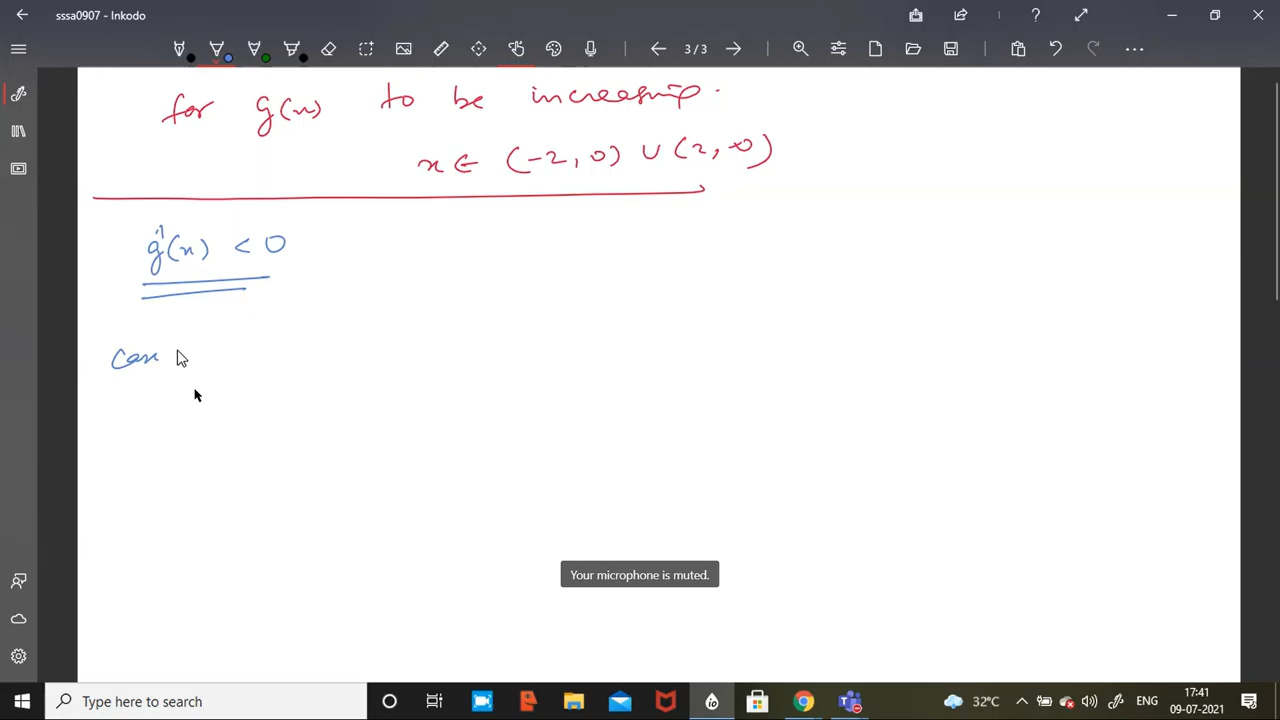 sssa0907 - Inkodo
3/3
for g(x) to be increasing.
x ∈ (-2, 0) ∪ (2, ∞)
g'(x) < 0
Case
Your microphone is muted.
Type here to search
32°C
ENG
17:41
09-07-2021